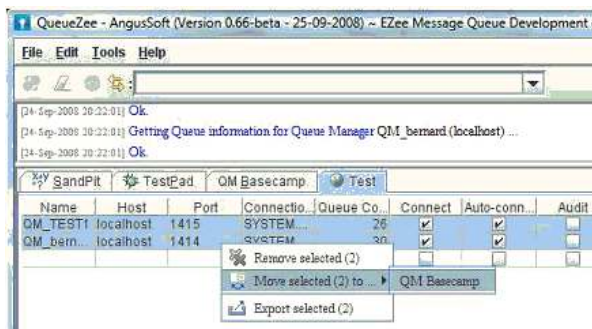 QueueZee - AngusSoft (Version 0.66-beta - 25-09-2008) ~ EZee Message Queue Development
File Edit Tools Help
[24-Sep-2008 20:22:01] Ok.
[24-Sep-2008 20:22:01] Getting Queue information for Queue Manager QM_bernard (localhost) ...
[24-Sep-2008 20:22:01] Ok.
SandPit TestPad QM Basecamp Test
Name Host Port Connectio... Queue Co... Connect Auto-conn... Audit
QM_TEST1 localhost 1415 SYSTEM.... 26
QM_bern... localhost 1414 SYSTEM.... 30
Remove selected (2)
Move selected (2) to ... QM Basecamp
Export selected (2)